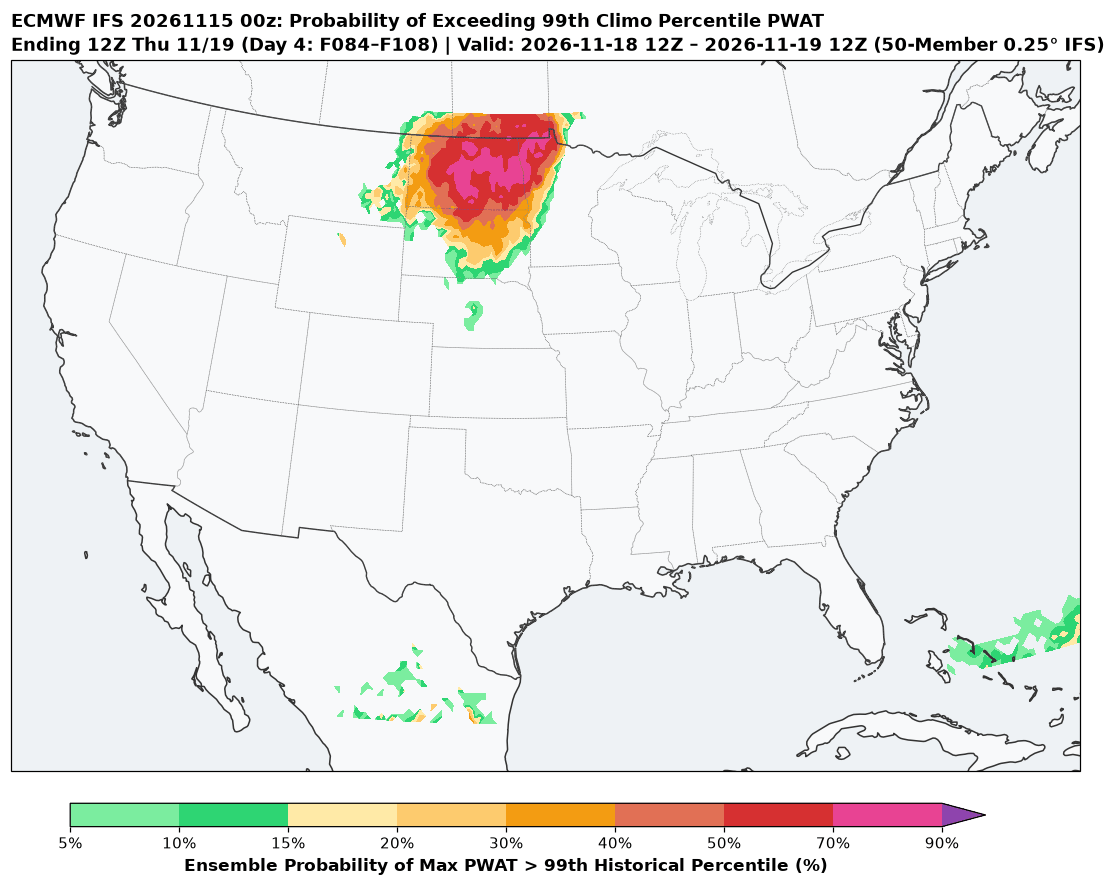 ECMWF IFS 20261115 00z: Probability of Exceeding 99th Climo Percentile PWAT
Ending 12Z Thu 11/19 (Day 4: F084–F108) | Valid: 2026-11-18 12Z – 2026-11-19 12Z (50-Member 0.25° IFS)
5% 10% 15% 20% 30% 40% 50% 70% 90%
Ensemble Probability of Max PWAT > 99th Historical Percentile (%)